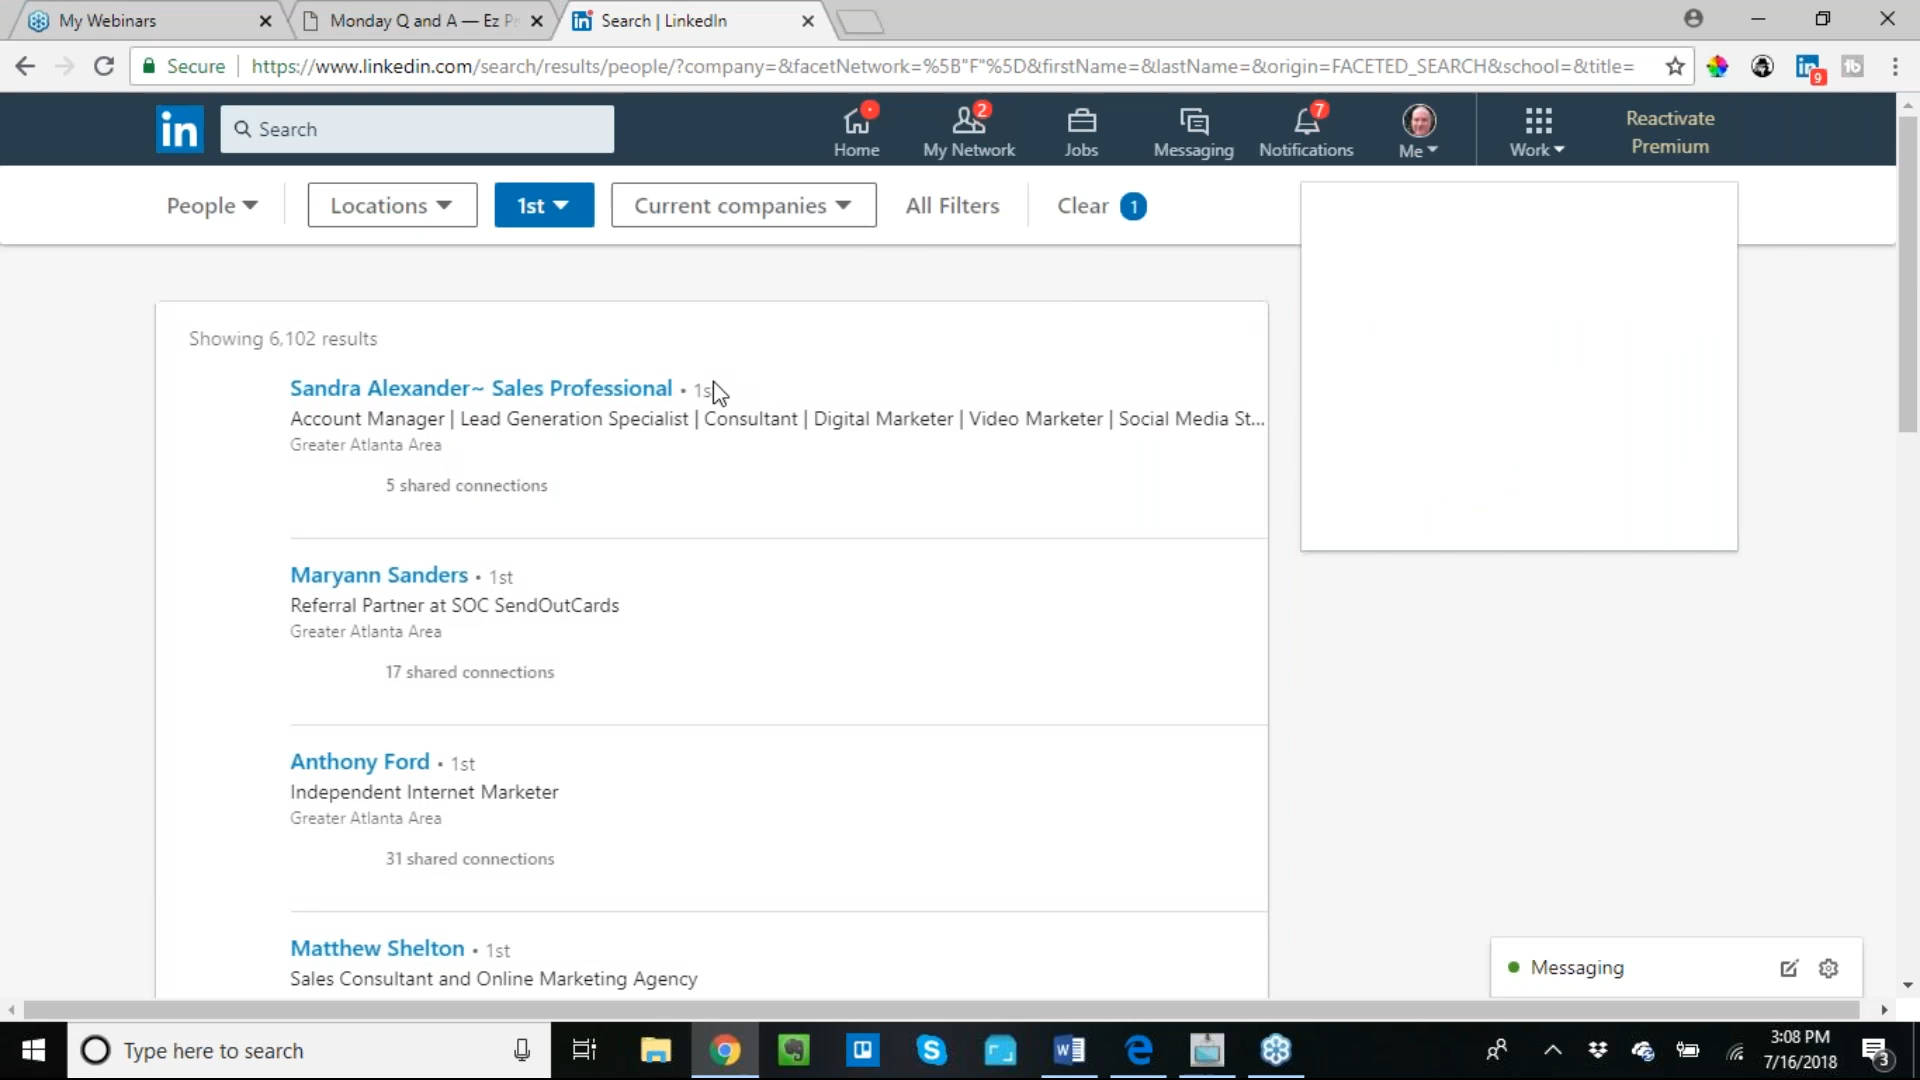 My Webinars
Monday Q and A — Ez Pr
Search | LinkedIn
Secure
https://www.linkedin.com/search/results/people/?company=&facetNetwork=%5B"F"%5D&firstName=&lastName=&origin=FACETED_SEARCH&school=&title=
9
in
Search
Home
2
My Network
Jobs
Messaging
7
Notifications
Me
Work
Reactivate
Premium
People
Locations
1st
Current companies
All Filters
Clear 1
Showing 6,102 results
Sandra Alexander~ Sales Professional • 1s
Account Manager | Lead Generation Specialist | Consultant | Digital Marketer | Video Marketer | Social Media St...
Greater Atlanta Area
5 shared connections
Maryann Sanders • 1st
Referral Partner at SOC SendOutCards
Greater Atlanta Area
17 shared connections
Anthony Ford • 1st
Independent Internet Marketer
Greater Atlanta Area
31 shared connections
Matthew Shelton • 1st
Sales Consultant and Online Marketing Agency
Messaging
Type here to search
3:08 PM
7/16/2018
3